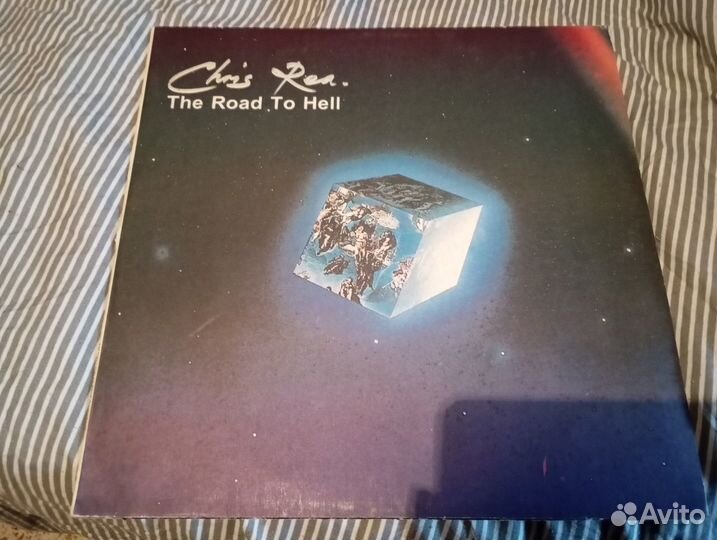 Chris Rea.
The Road To Hell
Avito